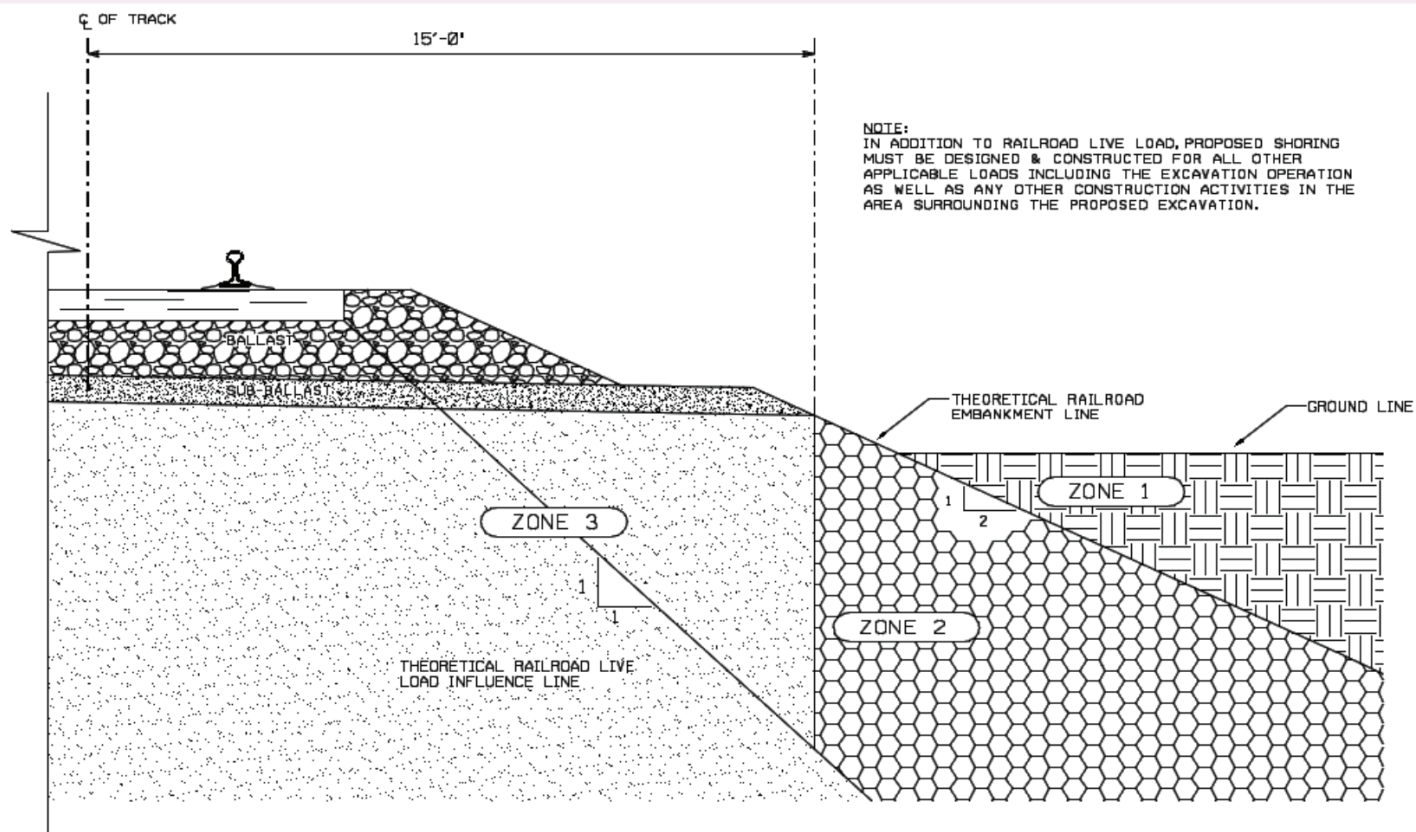 ℄ OF TRACK
15'-0"
NOTE:
IN ADDITION TO RAILROAD LIVE LOAD, PROPOSED SHORING
MUST BE DESIGNED & CONSTRUCTED FOR ALL OTHER
APPLICABLE LOADS INCLUDING THE EXCAVATION OPERATION
AS WELL AS ANY OTHER CONSTRUCTION ACTIVITIES IN THE
AREA SURROUNDING THE PROPOSED EXCAVATION.
BALLAST
SUB-BALLAST
THEORETICAL RAILROAD
EMBANKMENT LINE
GROUND LINE
ZONE 1
1
2
ZONE 3
1
1
ZONE 2
THEORETICAL RAILROAD LIVE
LOAD INFLUENCE LINE